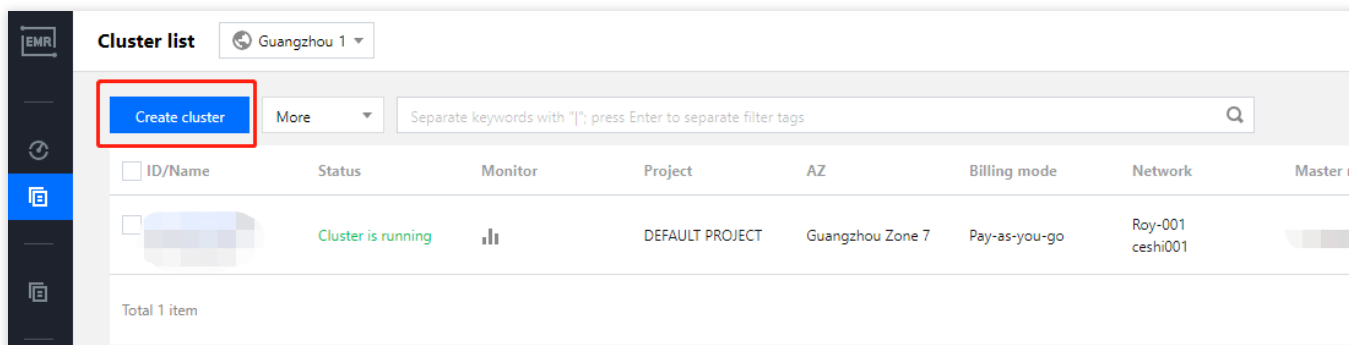 EMR
Cluster list
Guangzhou 1
Create cluster
More
Separate keywords with "|"; press Enter to separate filter tags
ID/Name Status Monitor Project AZ Billing mode Network Master
Cluster is running DEFAULT PROJECT Guangzhou Zone 7 Pay-as-you-go Roy-001
ceshi001
Total 1 item